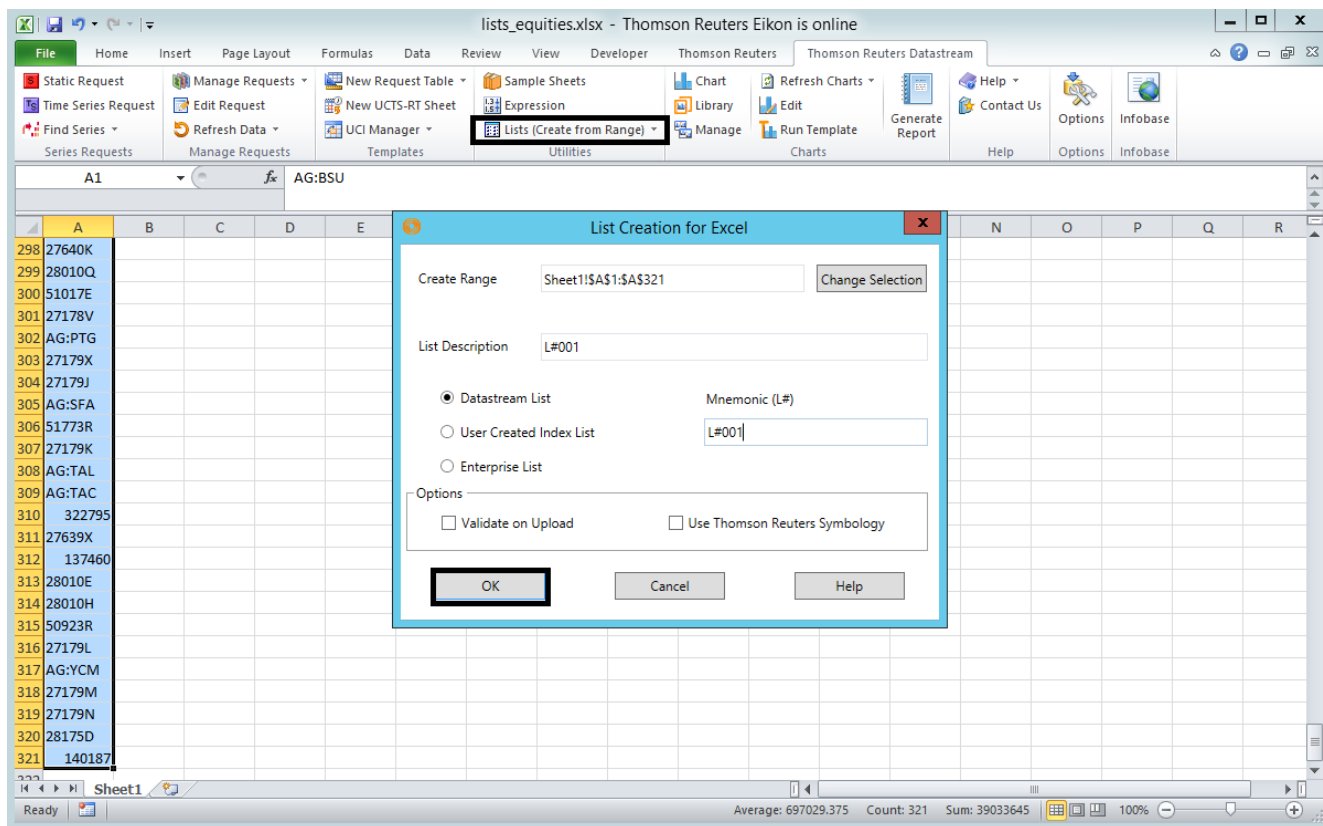 lists_equities.xlsx - Thomson Reuters Eikon is online
File Home Insert Page Layout Formulas Data Review View Developer Thomson Reuters Thomson Reuters Datastream
Static Request Manage Requests New Request Table Sample Sheets Chart Refresh Charts Help
Time Series Request Edit Request New UCTS-RT Sheet Expression Library Edit Generate Report Contact Us Options Infobase
Find Series Refresh Data UCI Manager Lists (Create from Range) Manage Run Template
Series Requests Manage Requests Templates Utilities Charts Help Options Infobase
A1 fx AG:BSU
A B C D E N O P Q R
List Creation for Excel
Create Range Sheet1!$A$1:$A$321 Change Selection
List Description L#001
Datastream List Mnemonic (L#)
User Created Index List L#001
Enterprise List
Options
Validate on Upload Use Thomson Reuters Symbology
OK Cancel Help
298 27640K
299 28010Q
300 51017E
301 27178V
302 AG:PTG
303 27179X
304 27179J
305 AG:SFA
306 51773R
307 27179K
308 AG:TAL
309 AG:TAC
310 322795
311 27639X
312 137460
313 28010E
314 28010H
315 50923R
316 27179L
317 AG:YCM
318 27179M
319 27179N
320 28175D
321 140187
Sheet1
Ready Average: 697029.375 Count: 321 Sum: 39033645 100%